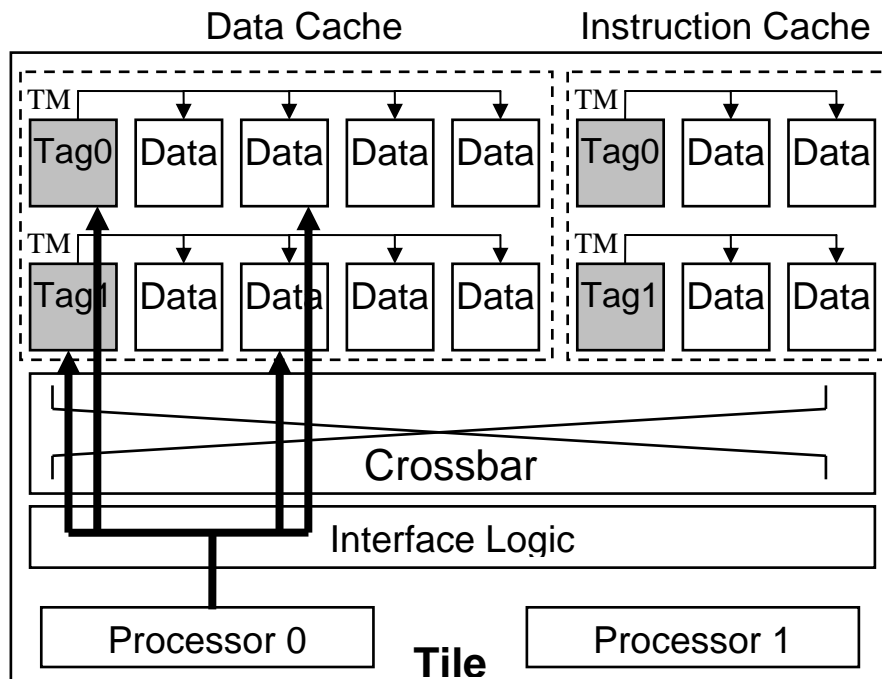 Data Cache Instruction Cache
TM TM
Tag0 Data Data Data Data Tag0 Data Data
TM TM
Tag1 Data Data Data Data Tag1 Data Data
Crossbar
Interface Logic
Processor 0 Processor 1
Tile